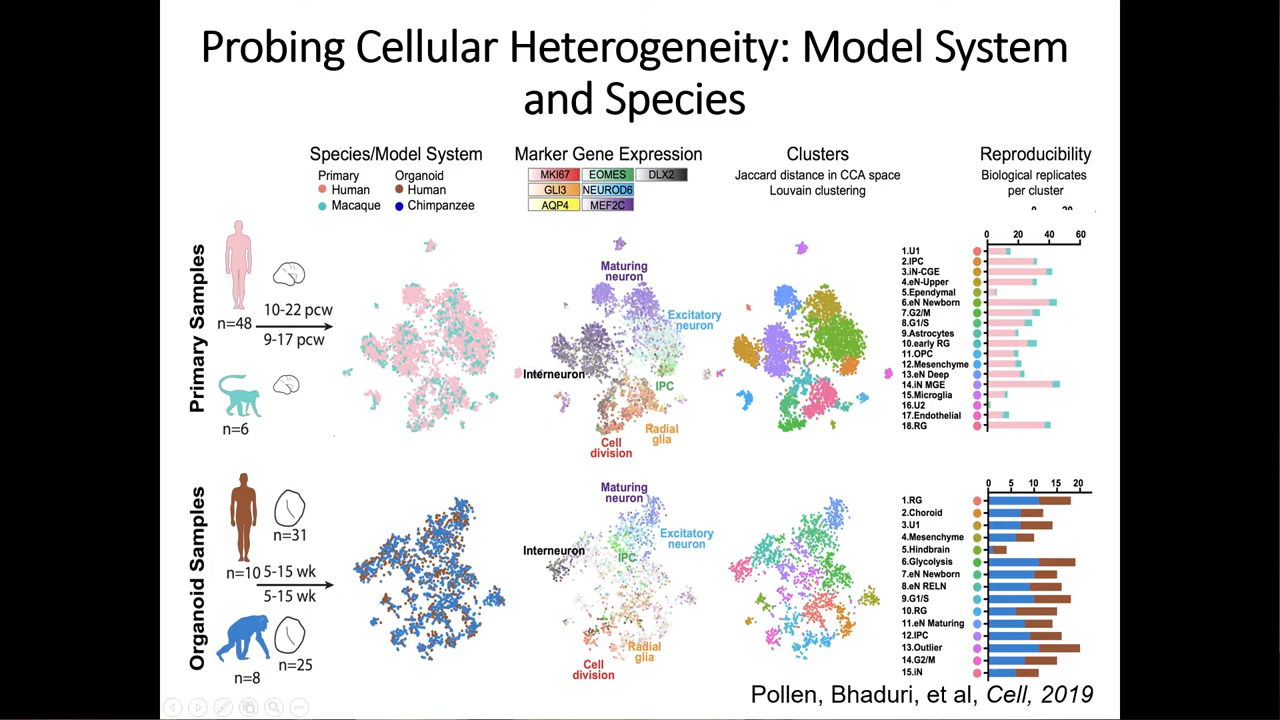 Probing Cellular Heterogeneity: Model System
and Species
Species/Model System
Primary
Organoid
Human
Human
Macaque
Chimpanzee
Marker Gene Expression
MKI67
EOMES
DLX2
GLI3
NEUROD6
AQP4
MEF2C
Clusters
Jaccard distance in CCA space
Louvain clustering
Reproducibility
Biological replicates
per cluster
Primary Samples
n=48
10-22 pcw
9-17 pcw
n=6
Maturing
neuron
Excitatory
neuron
Interneuron
IPC
Radial
glia
Cell
division
0 20 40 60
1.U1
2.IPC
3.iN-CGE
4.eN-Upper
5.Ependymal
6.eN Newborn
7.G2/M
8.G1/S
9.Astrocytes
10.early RG
11.OPC
12.Mesenchyme
13.eN Deep
14.iN MGE
15.Microglia
16.U2
17.Endothelial
18.RG
Organoid Samples
n=31
n=10
5-15 wk
5-15 wk
n=25
n=8
Maturing
neuron
Excitatory
neuron
Interneuron
IPC
Radial
glia
Cell
division
0 5 10 15 20
1.RG
2.Choroid
3.U1
4.Mesenchyme
5.Hindbrain
6.Glycolysis
7.eN Newborn
8.eN RELN
9.G1/S
10.RG
11.eN Maturing
12.IPC
13.Outlier
14.G2/M
15.iN
Pollen, Bhaduri, et al, Cell, 2019